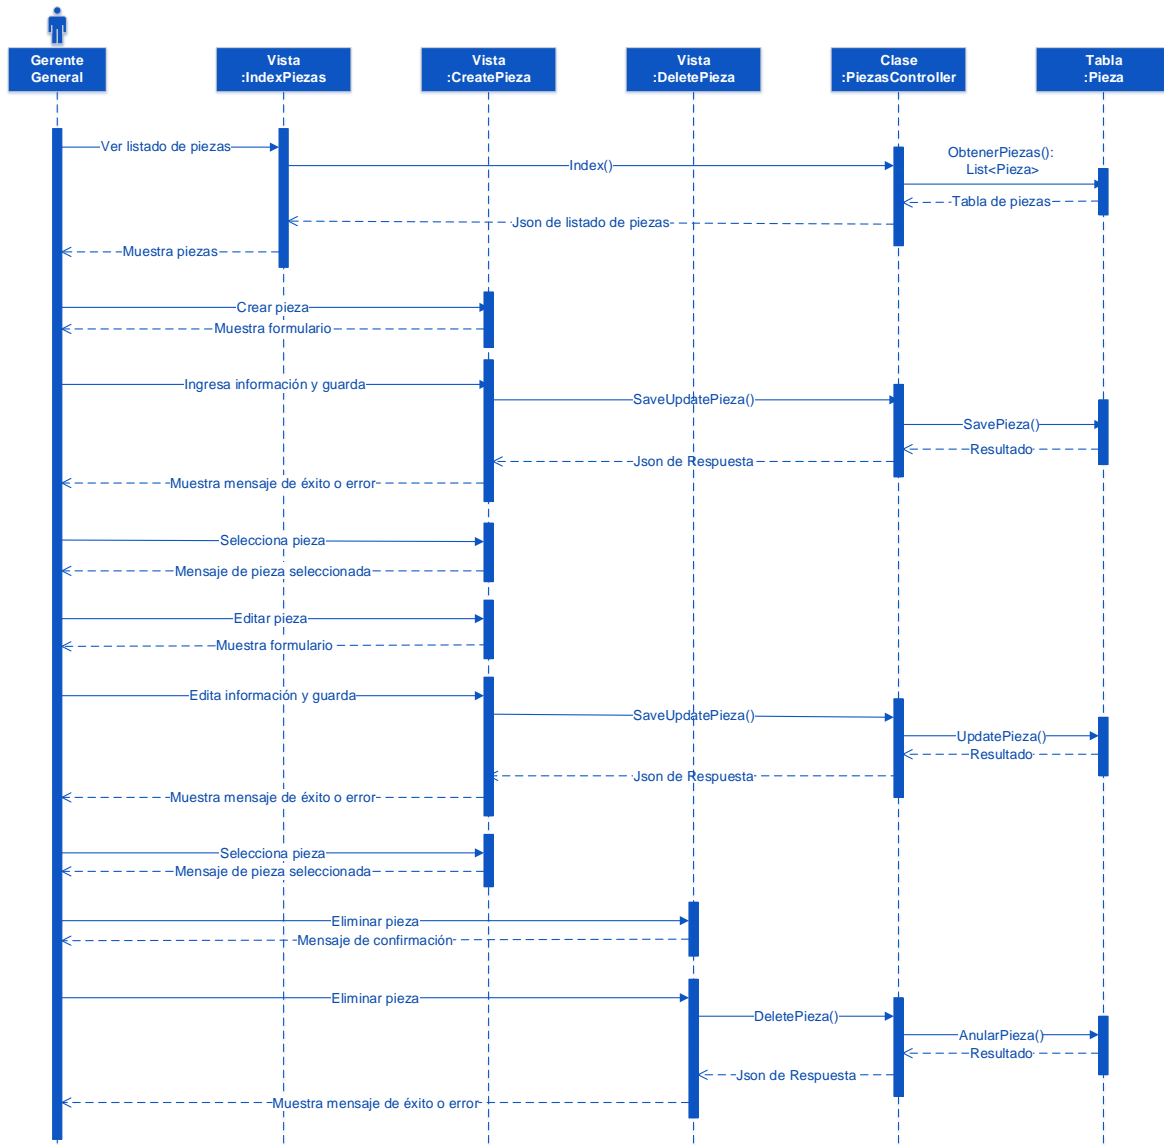 Gerente
General
Vista
:IndexPiezas
Vista
:CreatePieza
Vista
:DeletePieza
Clase
:PiezasController
Tabla
:Pieza
Ver listado de piezas
Index()
ObtenerPiezas():
List<Pieza>
Tabla de piezas
Json de listado de piezas
Muestra piezas
Crear pieza
Muestra formulario
Ingresa información y guarda
SaveUpdatePieza()
SavePieza()
Resultado
Json de Respuesta
Muestra mensaje de éxito o error
Selecciona pieza
Mensaje de pieza seleccionada
Editar pieza
Muestra formulario
Edita información y guarda
SaveUpdatePieza()
UpdatePieza()
Resultado
Json de Respuesta
Muestra mensaje de éxito o error
Selecciona pieza
Mensaje de pieza seleccionada
Eliminar pieza
Mensaje de confirmación
Eliminar pieza
DeletePieza()
AnularPieza()
Resultado
Json de Respuesta
Muestra mensaje de éxito o error